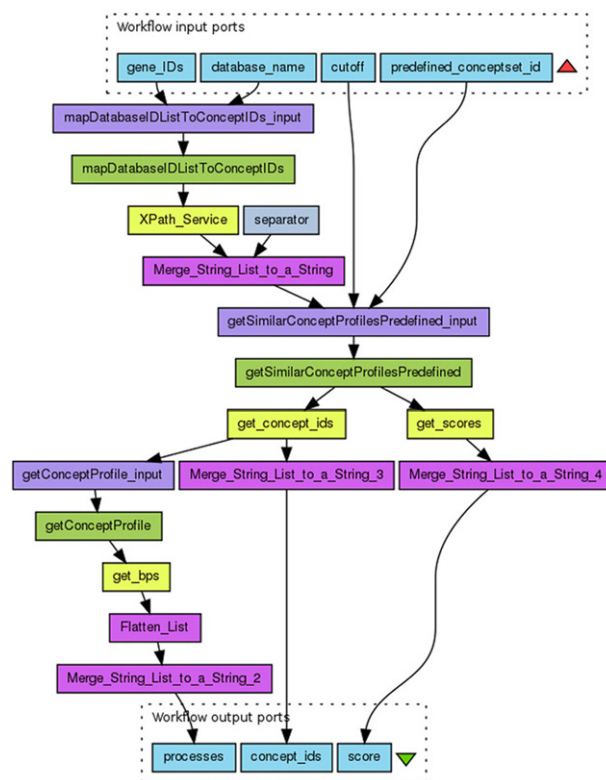 Workflow input ports
gene_IDs database_name cutoff predefined_conceptset_id
mapDatabaseIDListToConceptIDs_input
mapDatabaseIDListToConceptIDs
XPath_Service separator
Merge_String_List_to_a_String
getSimilarConceptProfilesPredefined_input
getSimilarConceptProfilesPredefined
get_concept_ids get_scores
getConceptProfile_input Merge_String_List_to_a_String_3 Merge_String_List_to_a_String_4
getConceptProfile
get_bps
Flatten_List
Merge_String_List_to_a_String_2
Workflow output ports
processes concept_ids score